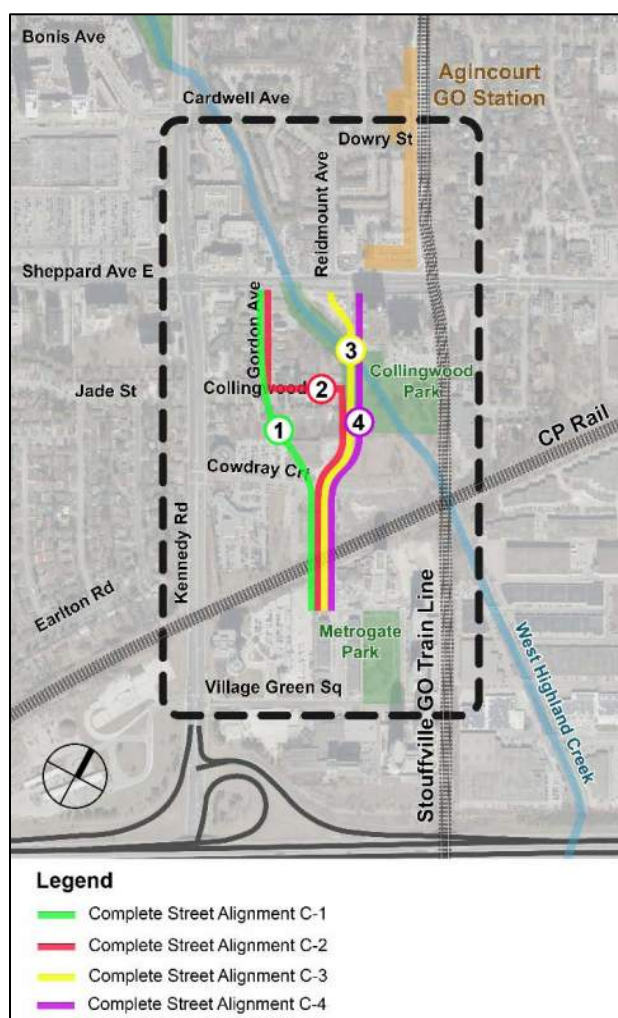 Bonis Ave
Cardwell Ave
Agincourt
GO Station
Dowry St
Reidmount Ave
Sheppard Ave E
Gordon Ave
3
Collingwood
Park
Jade St
Collingwood
2
1
4
CP Rail
Cowdray Crt
Kennedy Rd
Earlton Rd
Metrogate
Park
Village Green Sq
Stouffville GO Train Line
West Highland Creek
Legend
Complete Street Alignment C-1
Complete Street Alignment C-2
Complete Street Alignment C-3
Complete Street Alignment C-4